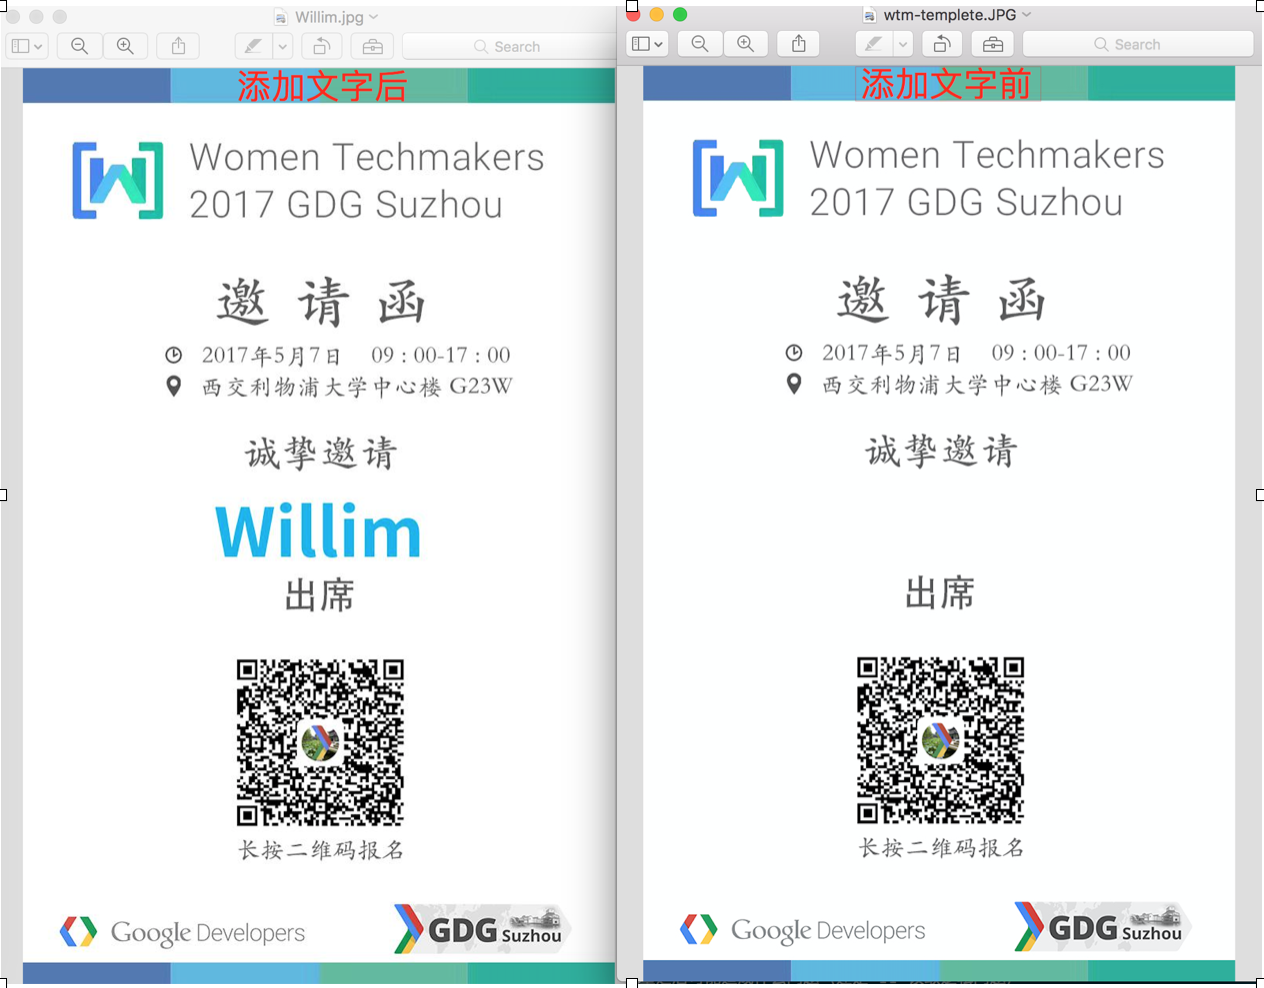 Willim.jpg
Search
添加文字后
Women Techmakers
2017 GDG Suzhou
邀请函
2017年5月7日 09 : 00-17 : 00
西交利物浦大学中心楼 G23W
诚挚邀请
Willim
出席
长按二维码报名
Google Developers
GDG Suzhou
wtm-templete.JPG
Search
添加文字前
Women Techmakers
2017 GDG Suzhou
邀请函
2017年5月7日 09 : 00-17 : 00
西交利物浦大学中心楼 G23W
诚挚邀请
出席
长按二维码报名
Google Developers
GDG Suzhou